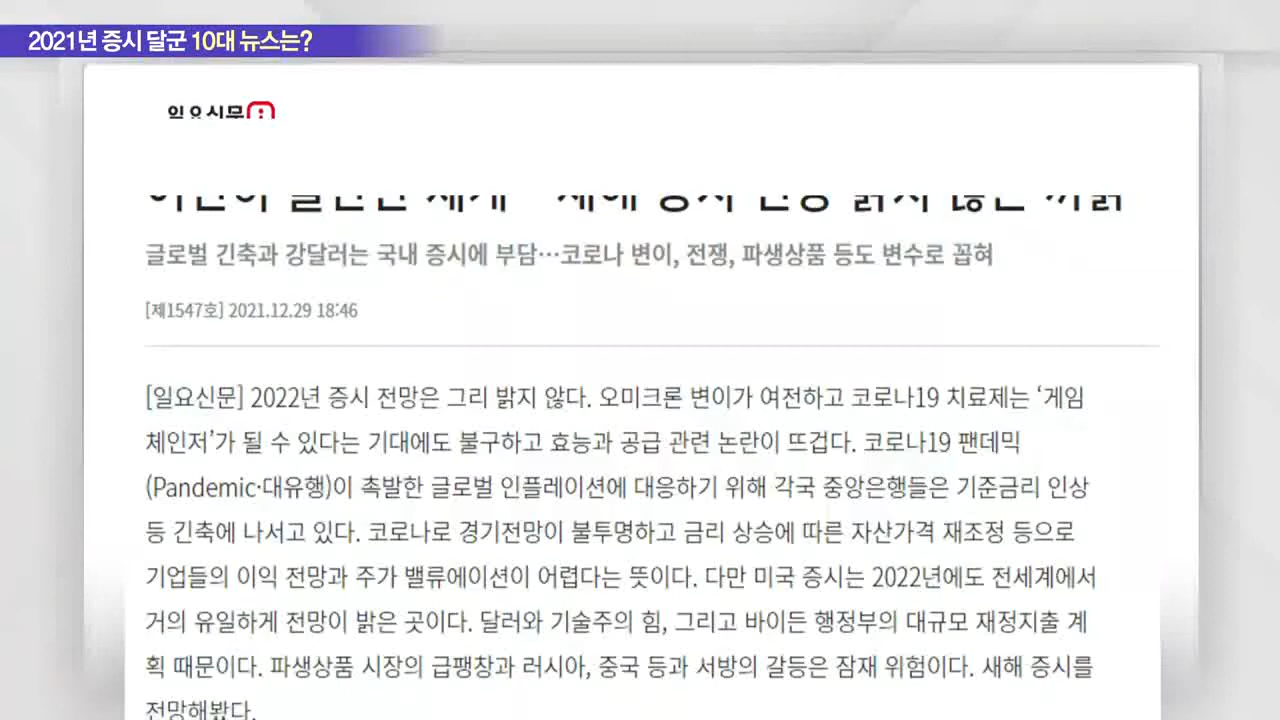 2021년 증시 달군 10대 뉴스는?
일요신문
글로벌 긴축과 강달러는 국내 증시에 부담…코로나 변이, 전쟁, 파생상품 등도 변수로 꼽혀
[제1547호] 2021.12.29 18:46
[일요신문] 2022년 증시 전망은 그리 밝지 않다. 오미크론 변이가 여전하고 코로나19 치료제는 ‘게임
체인저’가 될 수 있다는 기대에도 불구하고 효능과 공급 관련 논란이 뜨겁다. 코로나19 팬데믹
(Pandemic·대유행)이 촉발한 글로벌 인플레이션에 대응하기 위해 각국 중앙은행들은 기준금리 인상
등 긴축에 나서고 있다. 코로나로 경기전망이 불투명하고 금리 상승에 따른 자산가격 재조정 등으로
기업들의 이익 전망과 주가 밸류에이션이 어렵다는 뜻이다. 다만 미국 증시는 2022년에도 전세계에서
거의 유일하게 전망이 밝은 곳이다. 달러와 기술주의 힘, 그리고 바이든 행정부의 대규모 재정지출 계
획 때문이다. 파생상품 시장의 급팽창과 러시아, 중국 등과 서방의 갈등은 잠재 위험이다. 새해 증시를
전망해봤다.